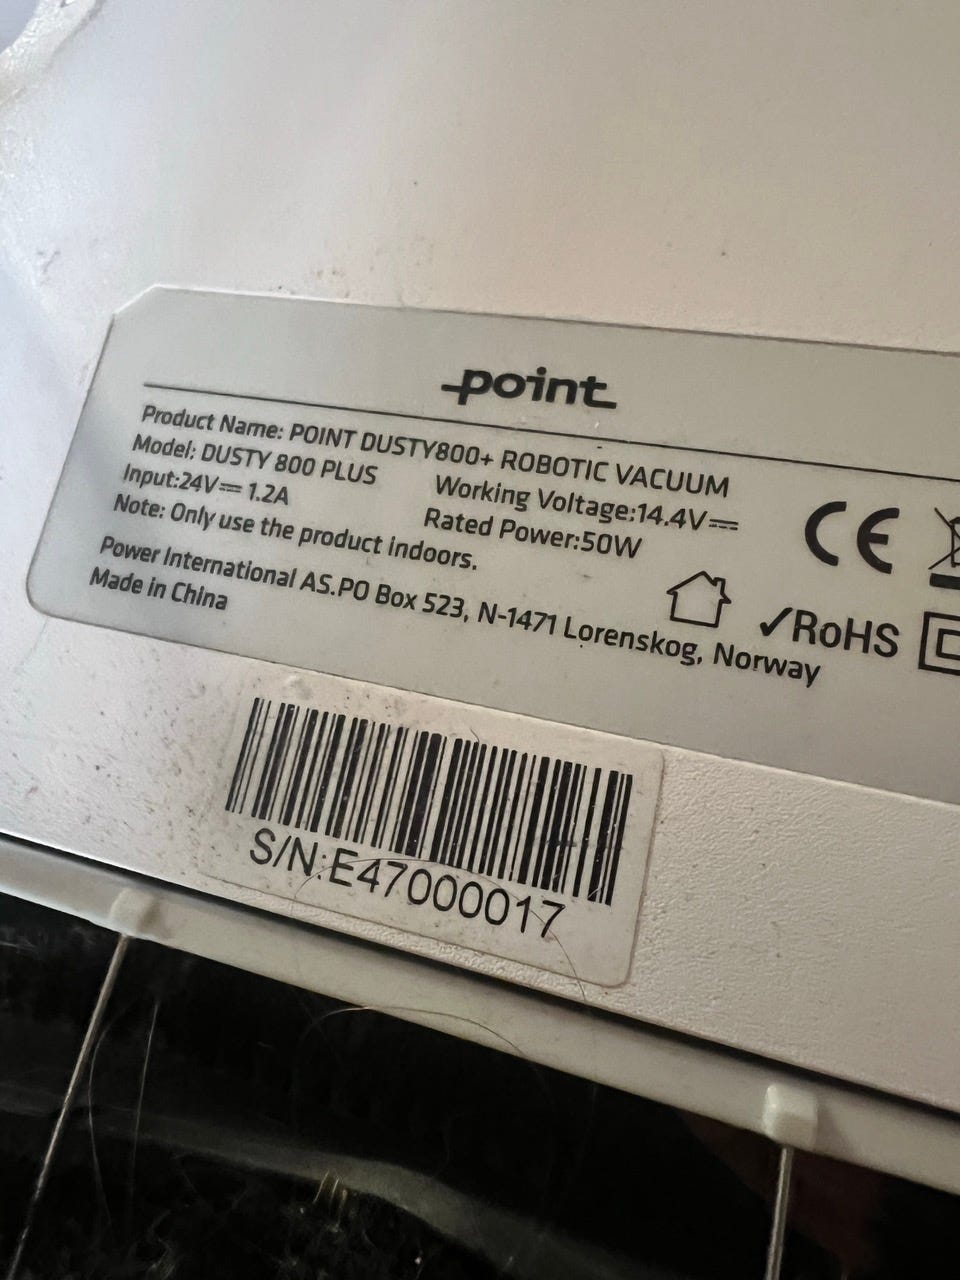 point
Product Name: POINT DUSTY800+ ROBOTIC VACUUM
Model: DUSTY 800 PLUS Working Voltage:14.4V⎓
Input:24V⎓ 1.2A Rated Power:50W
Note: Only use the product indoors.
Power International AS.PO Box 523, N-1471 Lorenskog, Norway
Made in China
CE
✓RoHS
S/N:E47000017